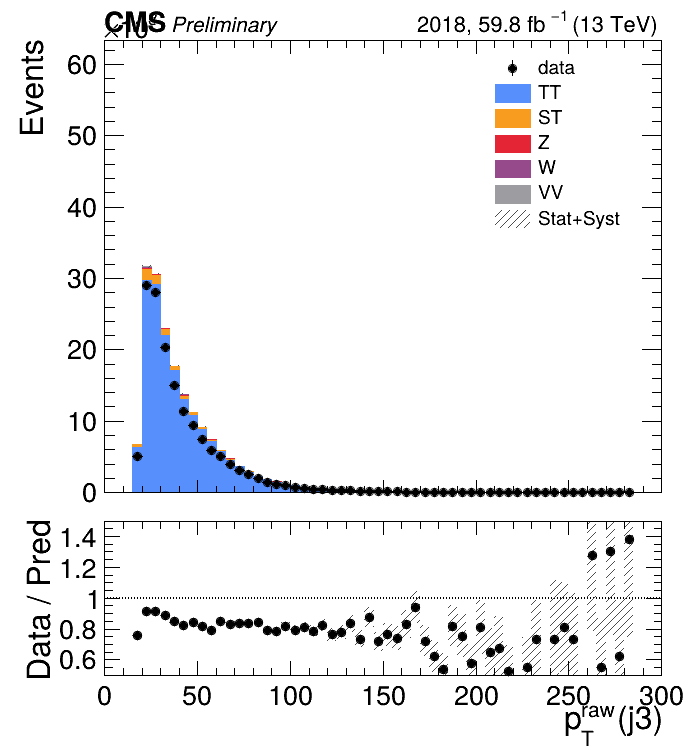 CMS Preliminary 2018, 59.8 fb⁻¹ (13 TeV)
Events
60
50
40
30
20
10
0
data
TT
ST
Z
W
VV
Stat+Syst
Data / Pred
1.4
1.2
1
0.8
0.6
0 50 100 150 200 250 300
p_T^raw(j3)